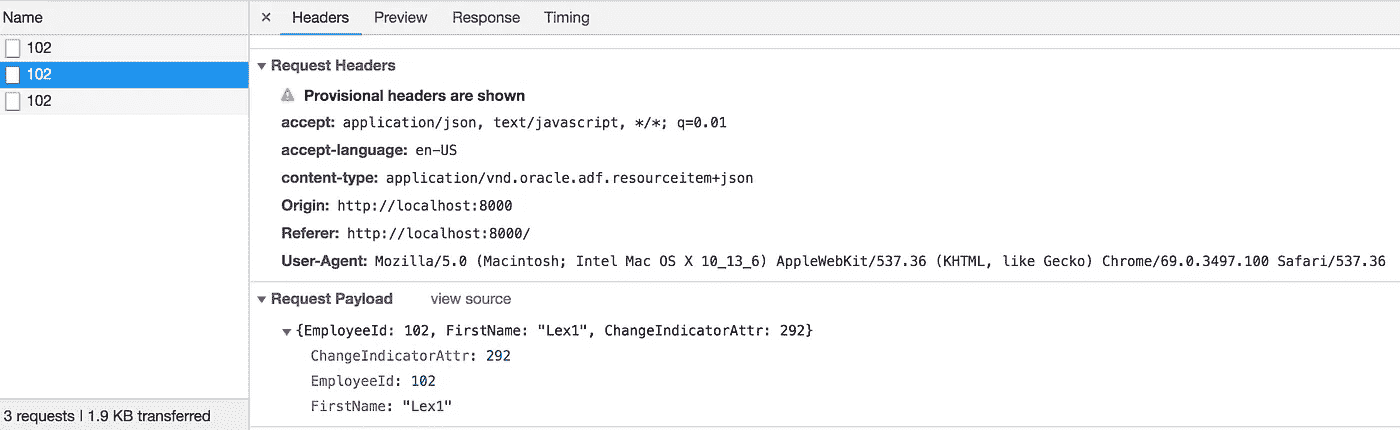 Name
102
102
102
3 requests | 1.9 KB transferred
× Headers Preview Response Timing
Request Headers
Provisional headers are shown
accept: application/json, text/javascript, */*; q=0.01
accept-language: en-US
content-type: application/vnd.oracle.adf.resourceitem+json
Origin: http://localhost:8000
Referer: http://localhost:8000/
User-Agent: Mozilla/5.0 (Macintosh; Intel Mac OS X 10_13_6) AppleWebKit/537.36 (KHTML, like Gecko) Chrome/69.0.3497.100 Safari/537.36
Request Payload view source
{EmployeeId: 102, FirstName: "Lex1", ChangeIndicatorAttr: 292}
ChangeIndicatorAttr: 292
EmployeeId: 102
FirstName: "Lex1"